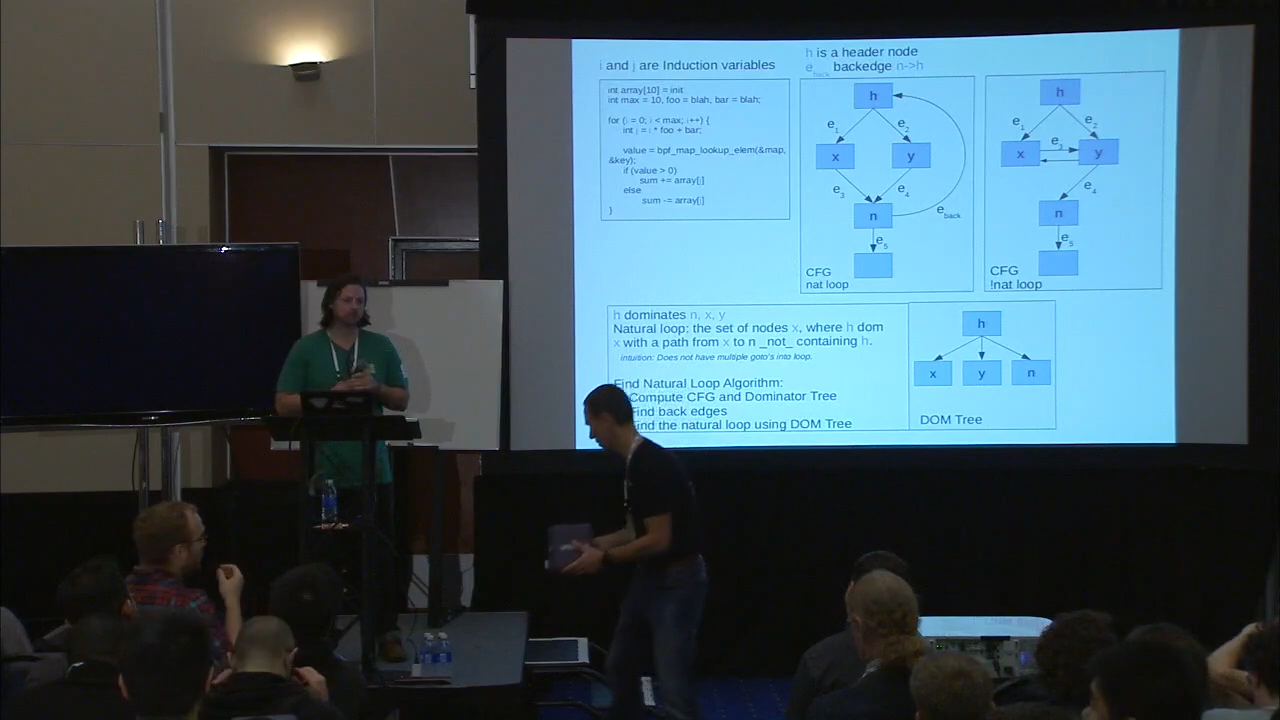 i and j are Induction variables
int array[10] = init
int max = 10, foo = blah, bar = blah;
for (i = 0; i < max; i++) {
int j = i * foo + bar;
value = bpf_map_lookup_elem(&map,
&key);
if (value > 0)
sum += array[j]
else
sum -= array[j]
}
h is a header node
e back backedge n->h
h
e1 e2
x y
e3 e4
n
e back
e5
CFG
nat loop
h
e1 e2
x e3 y
e4
n
e5
CFG
!nat loop
h dominates n, x, y
Natural loop: the set of nodes x, where h dom
x with a path from x to n _not_ containing h.
intuition: Does not have multiple goto's into loop.
Find Natural Loop Algorithm:
Compute CFG and Dominator Tree
Find back edges
Find the natural loop using DOM Tree
h
x y n
DOM Tree